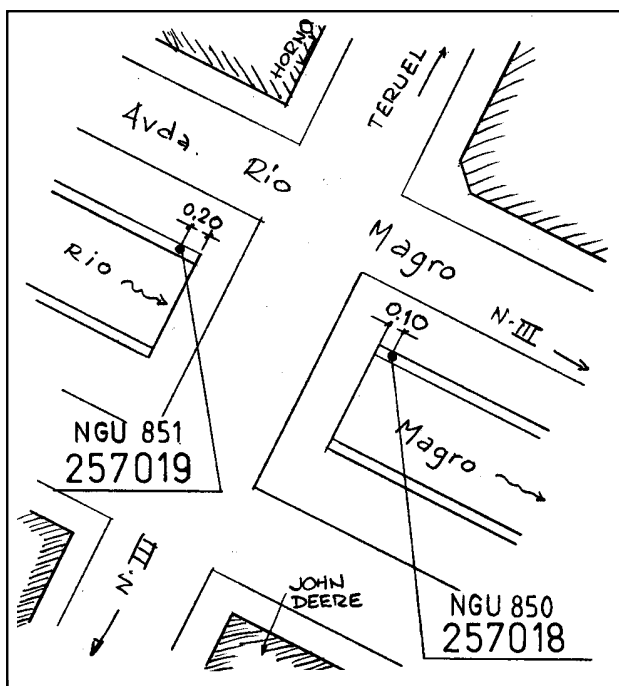 HORNO
TERUEL
Avda. Río Magro
0.20
Rio
N-III
0.10
NGU 851
257019
Magro
N-III
JOHN
DEERE
NGU 850
257018